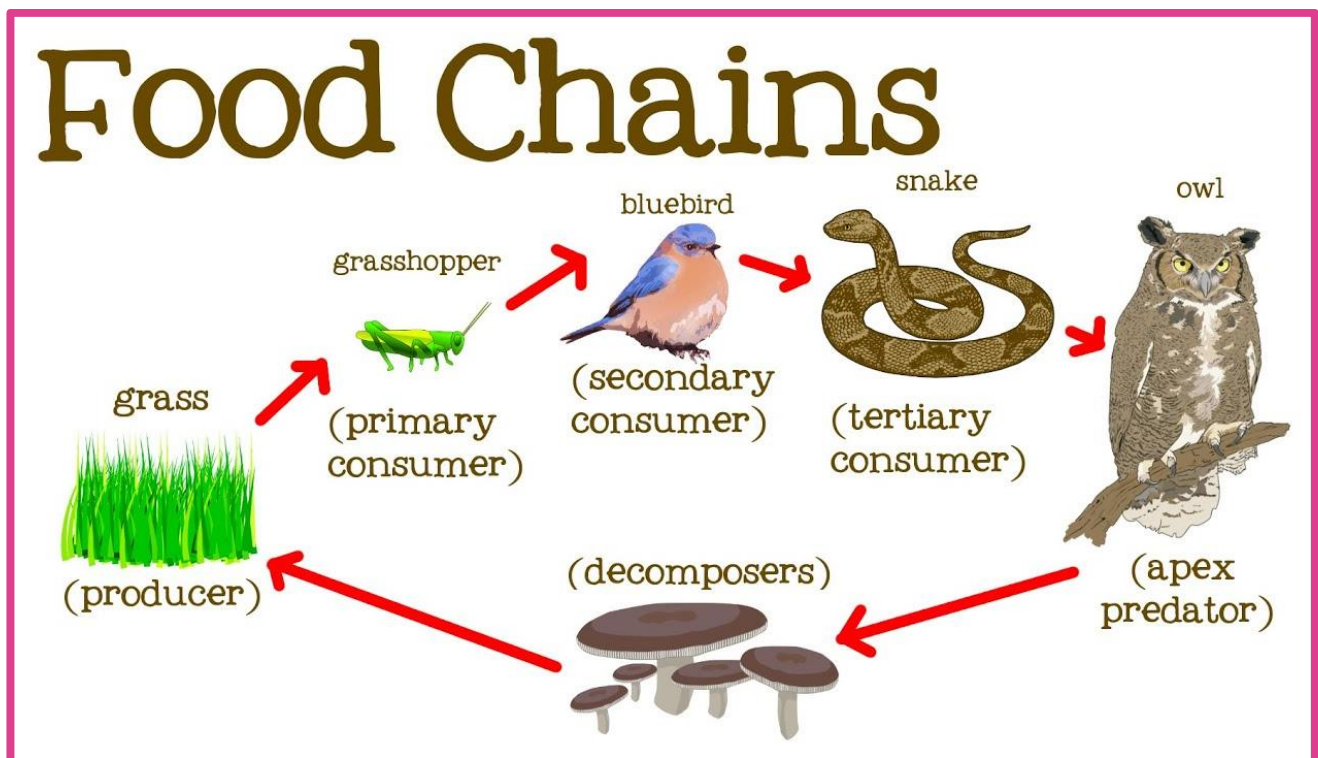 Food Chains
grass
(producer)
grasshopper
(primary
consumer)
bluebird
(secondary
consumer)
snake
(tertiary
consumer)
owl
(apex
predator)
(decomposers)